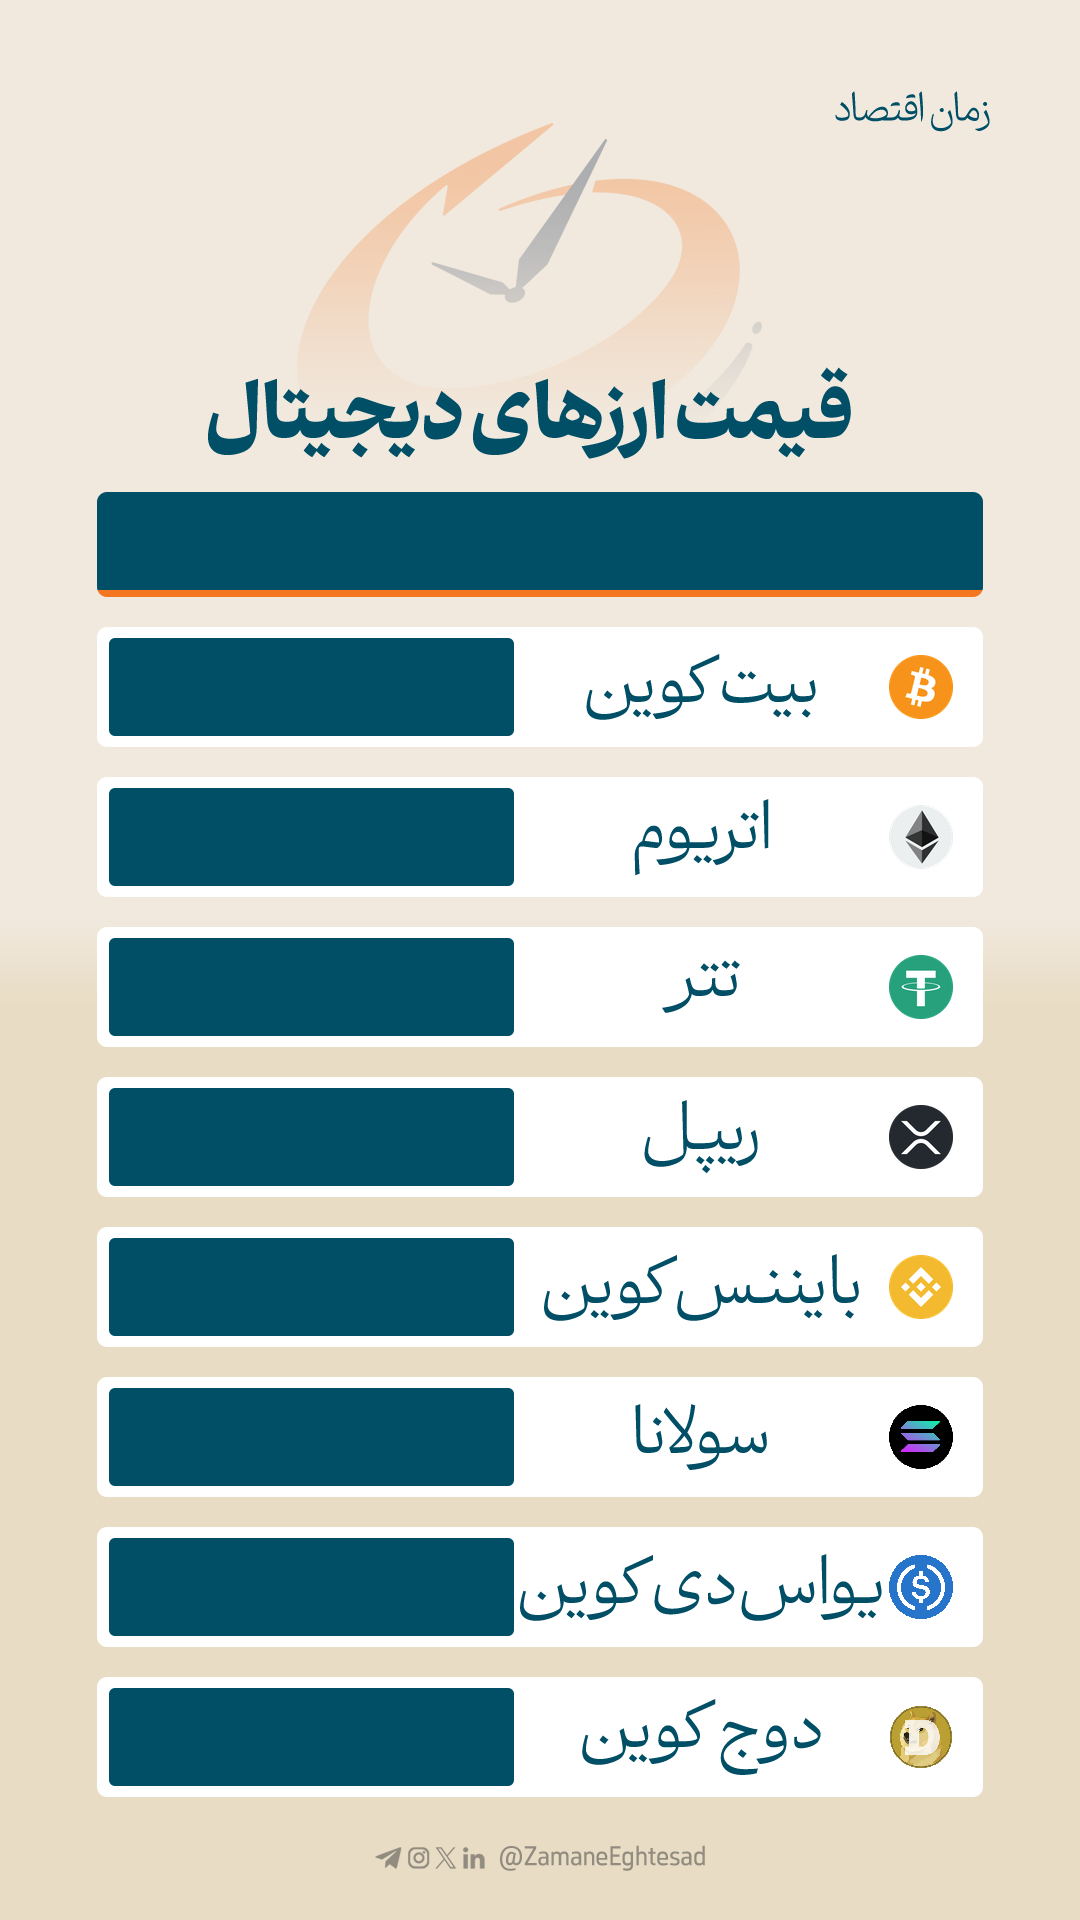 زمان اقتصاد
قیمت ارزهای دیجیتال
بیت کوین
اتریوم
تتر
ریپل
بایننس کوین
سولانا
یواس دی کوین
دوج کوین
@ZamaneEghtesad